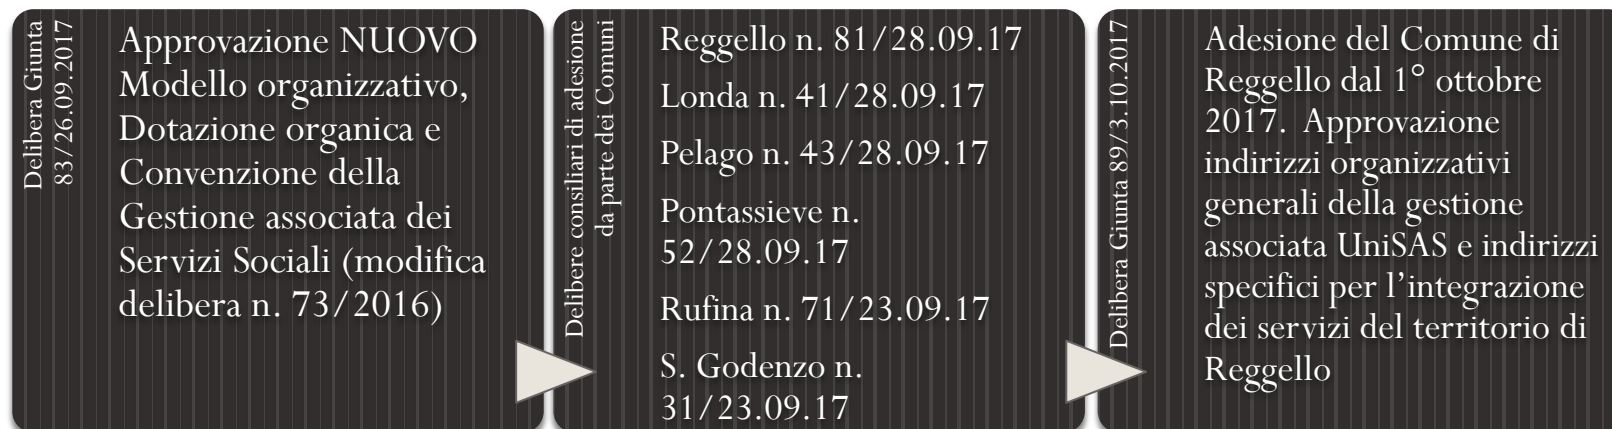 Delibera Giunta
83/26.09.2017
Approvazione NUOVO
Modello organizzativo,
Dotazione organica e
Convenzione della
Gestione associata dei
Servizi Sociali (modifica
delibera n. 73/2016)
Delibere consiliari di adesione
da parte dei Comuni
Reggello n. 81/28.09.17
Londa n. 41/28.09.17
Pelago n. 43/28.09.17
Pontassieve n.
52/28.09.17
Rufina n. 71/23.09.17
S. Godenzo n.
31/23.09.17
Delibera Giunta 89/3.10.2017
Adesione del Comune di
Reggello dal 1° ottobre
2017. Approvazione
indirizzi organizzativi
generali della gestione
associata UniSAS e indirizzi
specifici per l’integrazione
dei servizi del territorio di
Reggello